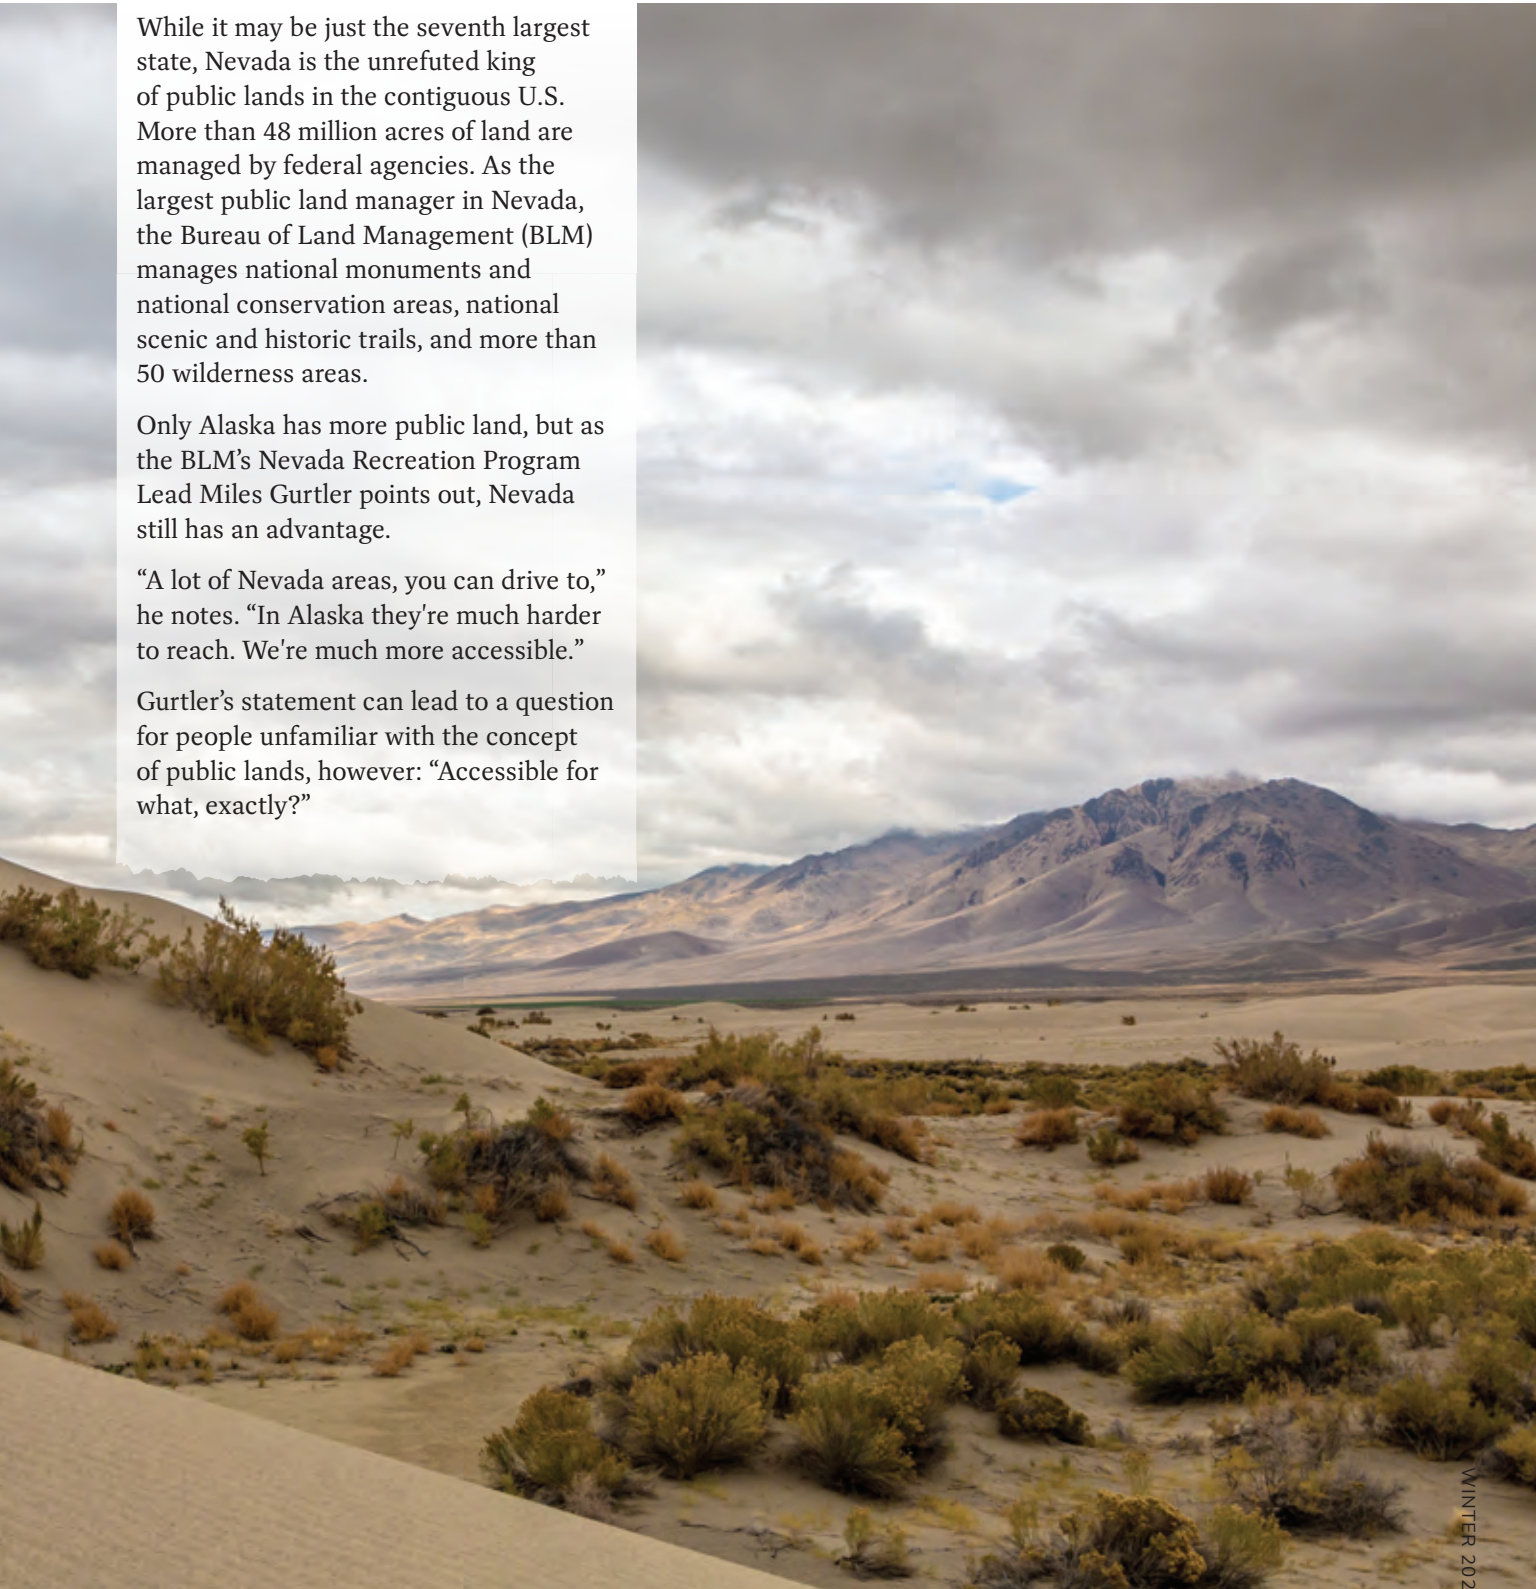 While it may be just the seventh largest
state, Nevada is the unrefuted king
of public lands in the contiguous U.S.
More than 48 million acres of land are
managed by federal agencies. As the
largest public land manager in Nevada,
the Bureau of Land Management (BLM)
manages national monuments and
national conservation areas, national
scenic and historic trails, and more than
50 wilderness areas.
Only Alaska has more public land, but as
the BLM’s Nevada Recreation Program
Lead Miles Gurtler points out, Nevada
still has an advantage.
“A lot of Nevada areas, you can drive to,”
he notes. “In Alaska they're much harder
to reach. We're much more accessible.”
Gurtler’s statement can lead to a question
for people unfamiliar with the concept
of public lands, however: “Accessible for
what, exactly?”
WINTER 202